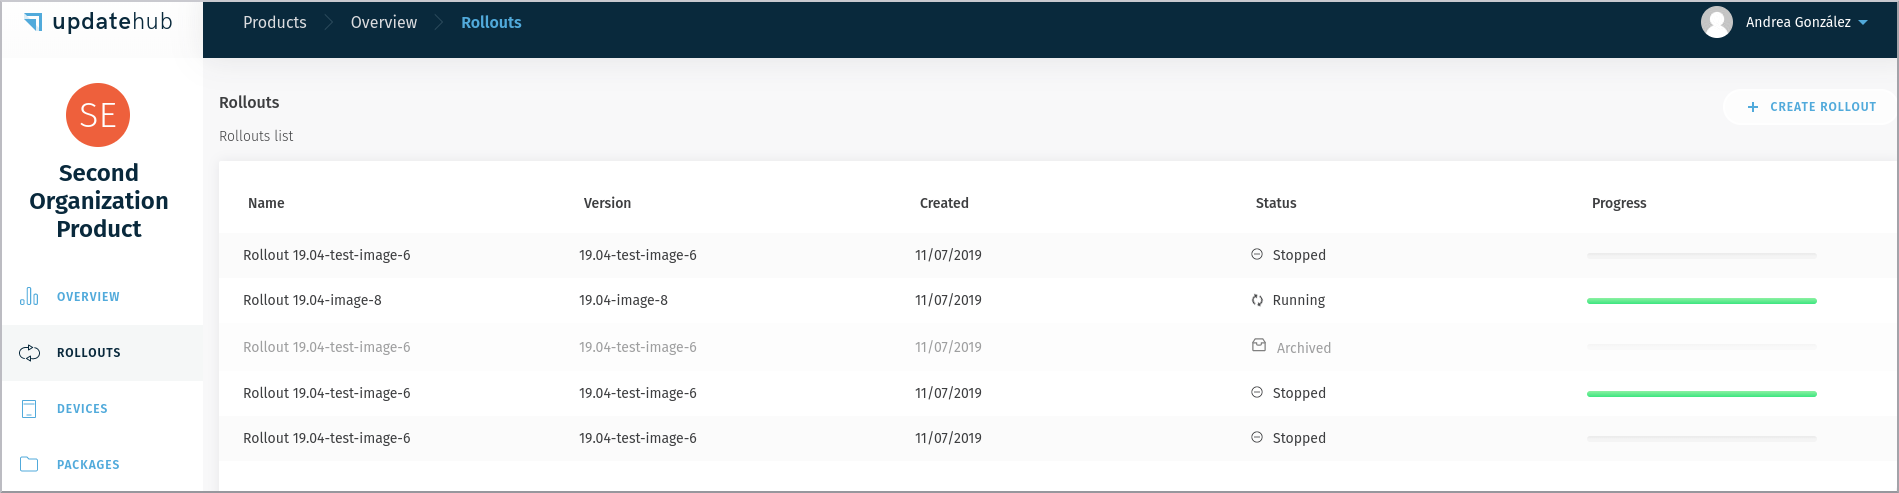 updatehub
Products Overview Rollouts
Andrea González
SE
Second
Organization
Product
OVERVIEW
ROLLOUTS
DEVICES
PACKAGES
Rollouts
Rollouts list
+ CREATE ROLLOUT
Name Version Created Status Progress
Rollout 19.04-test-image-6 19.04-test-image-6 11/07/2019 Stopped
Rollout 19.04-image-8 19.04-image-8 11/07/2019 Running
Rollout 19.04-test-image-6 19.04-test-image-6 11/07/2019 Archived
Rollout 19.04-test-image-6 19.04-test-image-6 11/07/2019 Stopped
Rollout 19.04-test-image-6 19.04-test-image-6 11/07/2019 Stopped